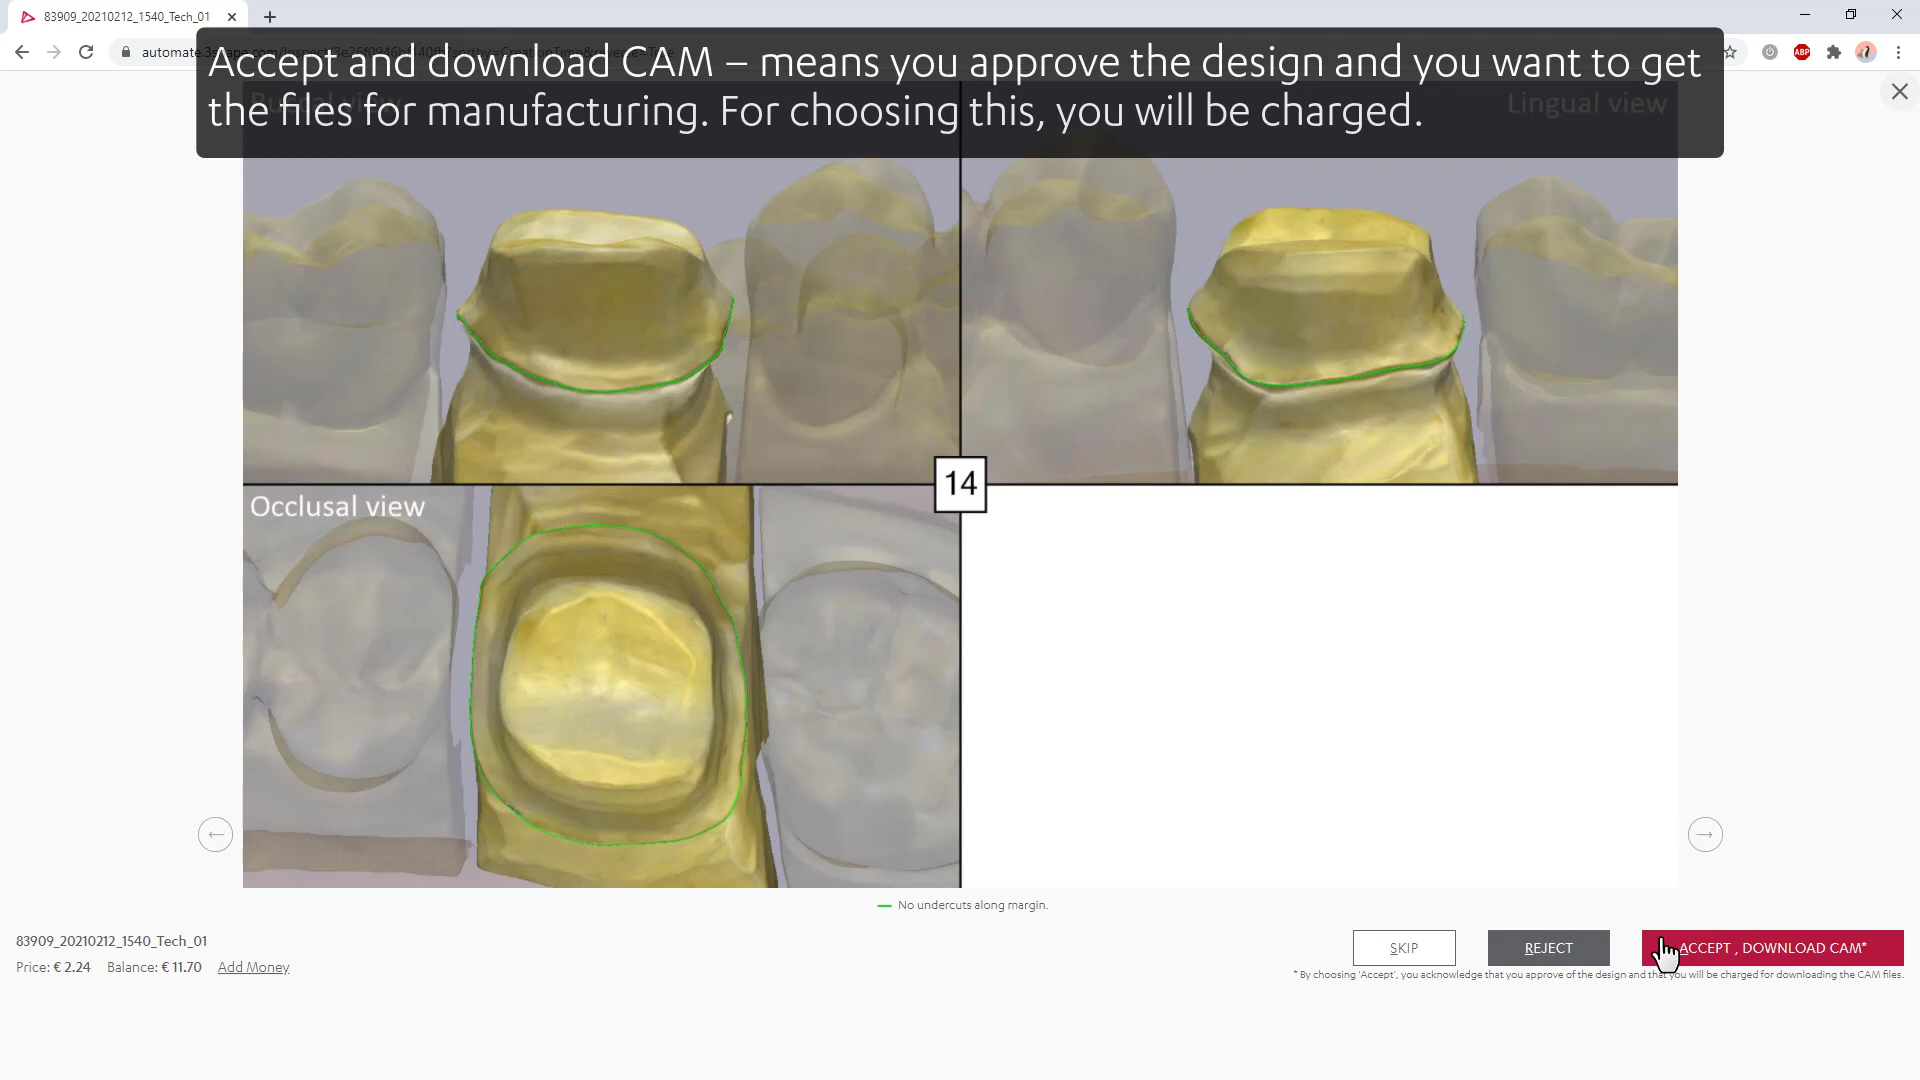 83909_20210212_1540_Tech_01
Accept and download CAM – means you approve the design and you want to get
the files for manufacturing. For choosing this, you will be charged.
Lingual view
14
Occlusal view
No undercuts along margin.
83909_20210212_1540_Tech_01
Price: € 2.24 Balance: € 11.70 Add Money
SKIP REJECT ACCEPT , DOWNLOAD CAM*
* By choosing 'Accept', you acknowledge that you approve of the design and that you will be charged for downloading the CAM files.
ABP